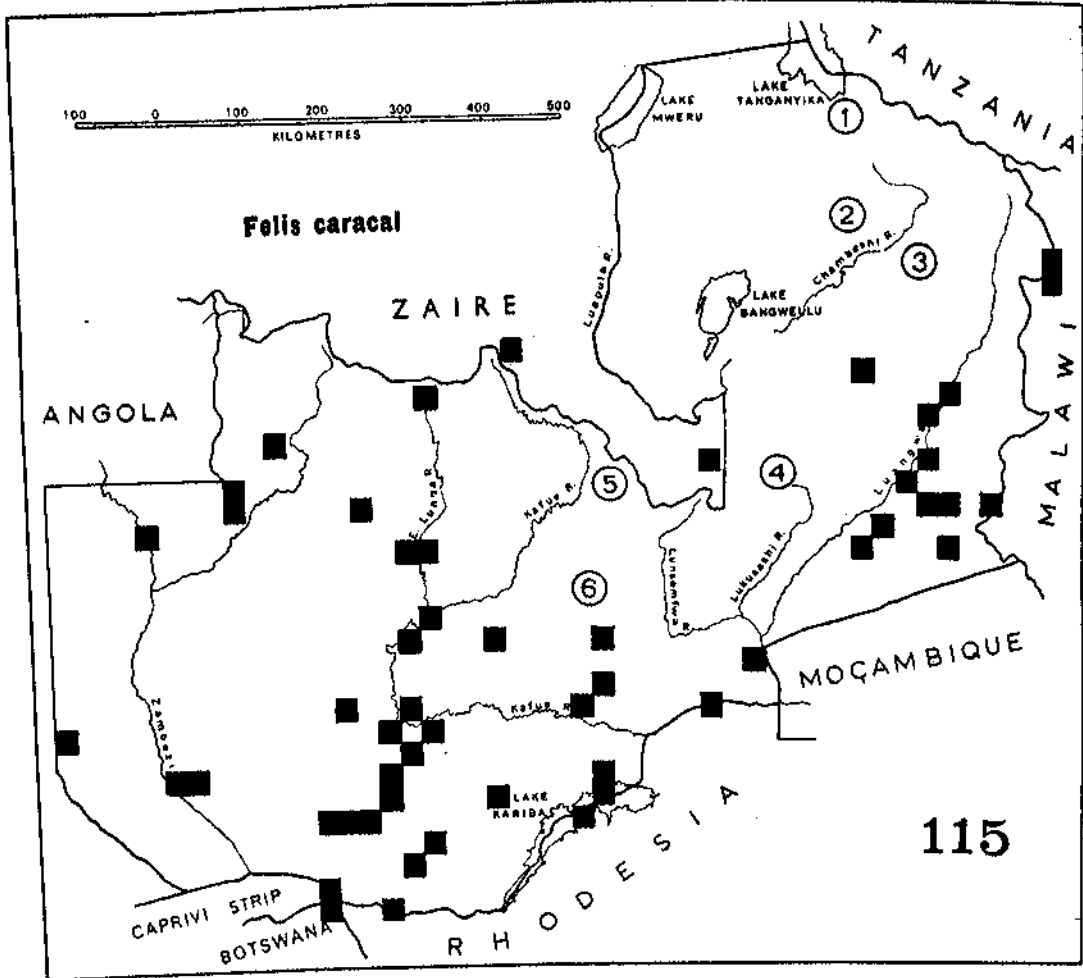 TANZANIA
LAKE TANGANYIKA
LAKE MWERU
100 0 100 200 300 400 500
KILOMETRES
1
Felis caracal
2
Chambeshi R.
3
Luapula R.
LAKE BANGWEULU
ZAIRE
MALAWI
ANGOLA
Luangwa
4
5
Kafue R.
E. Lunga R.
Lunsemfwa R.
Lukusashi R.
6
MOÇAMBIQUE
Zambezi
Kafue R.
LAKE KARIBA
RHODESIA
115
CAPRIVI STRIP
BOTSWANA